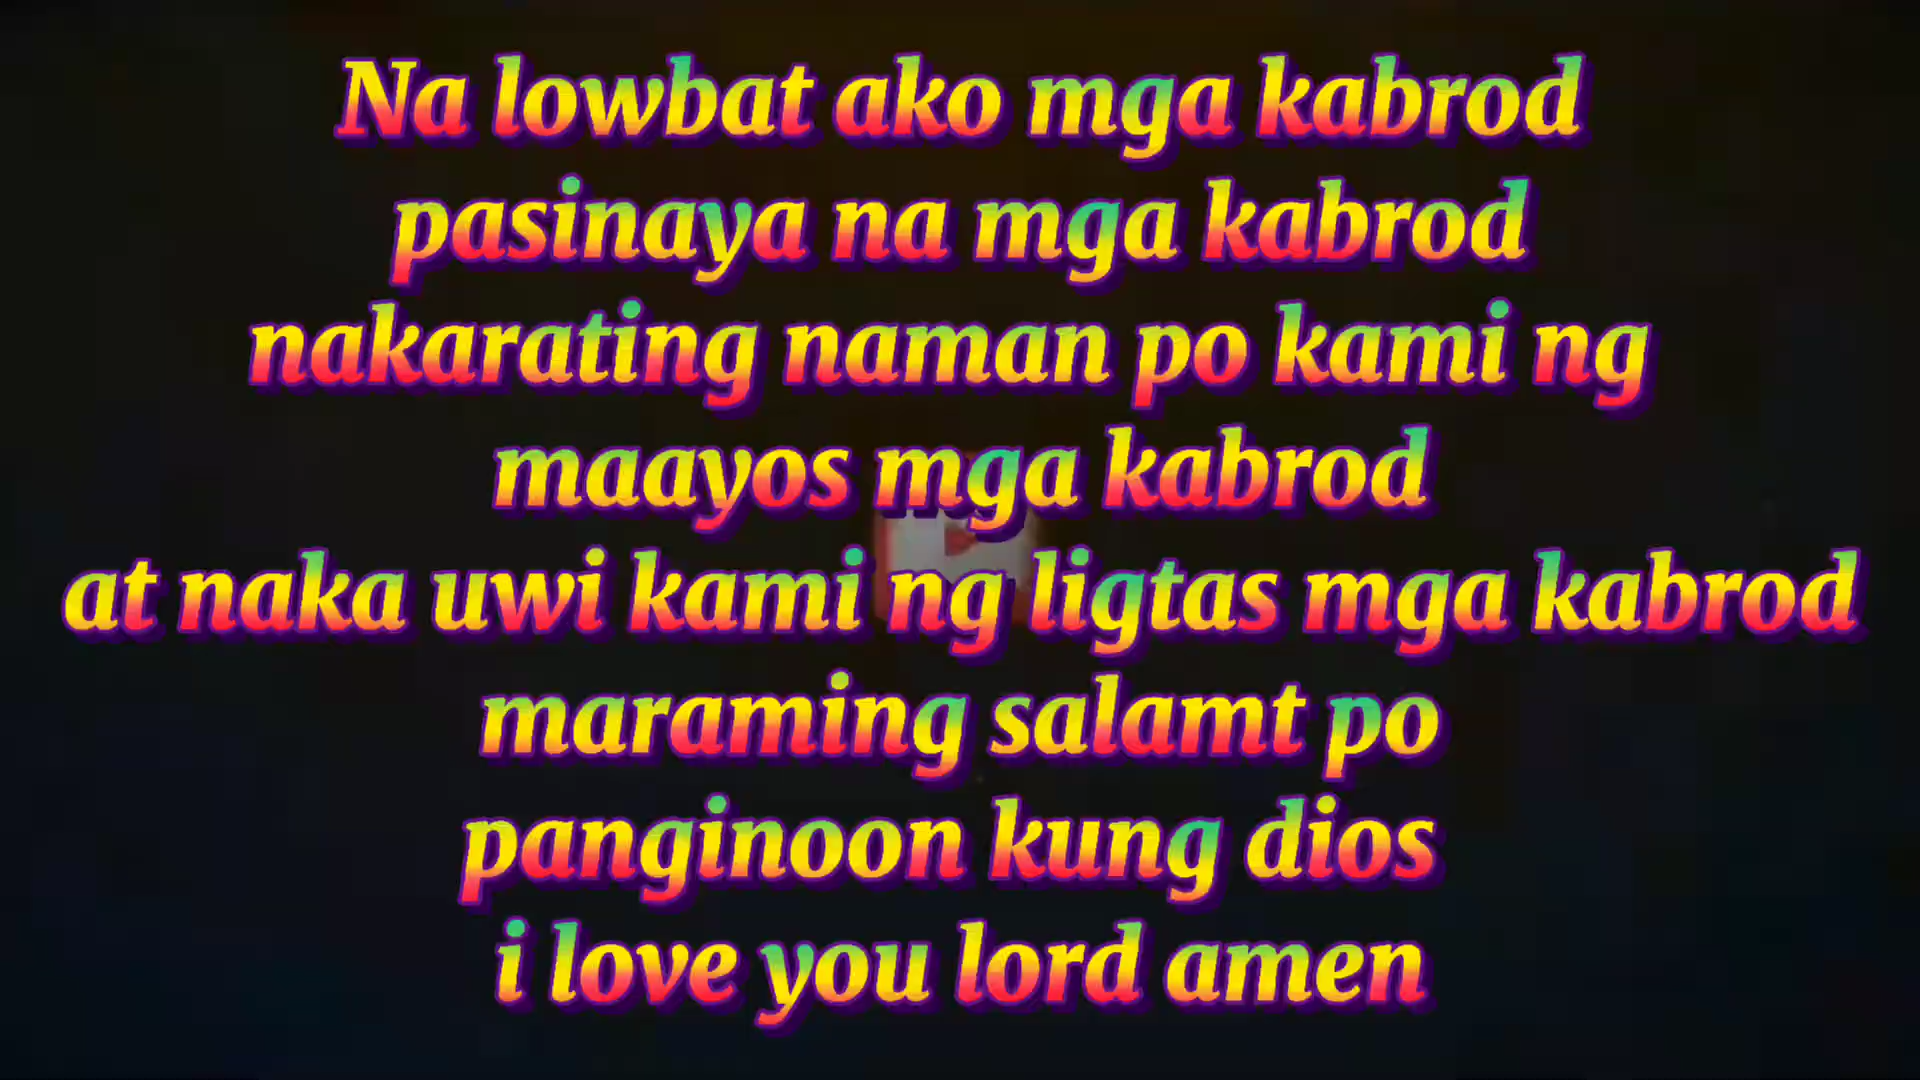 Na lowbat ako mga kabrod
pasinaya na mga kabrod
nakarating naman po kami ng
maayos mga kabrod
at naka uwi kami ng ligtas mga kabrod
maraming salamt po
panginoon kung dios
i love you lord amen